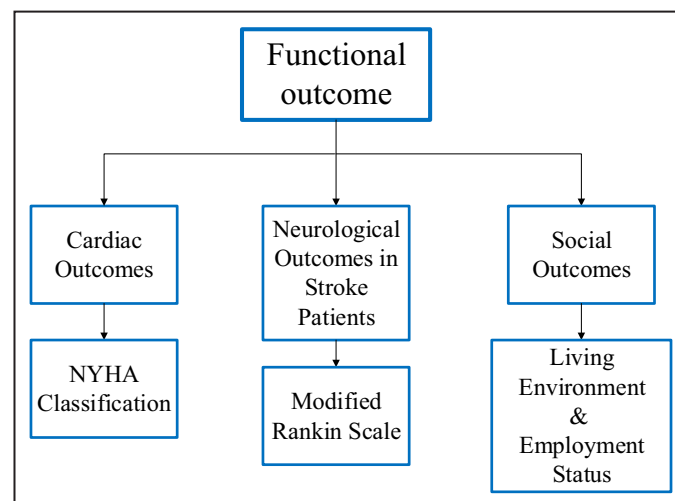 Functional
outcome
Cardiac
Outcomes
Neurological
Outcomes in
Stroke
Patients
Social
Outcomes
NYHA
Classification
Modified
Rankin Scale
Living
Environment
&
Employment
Status